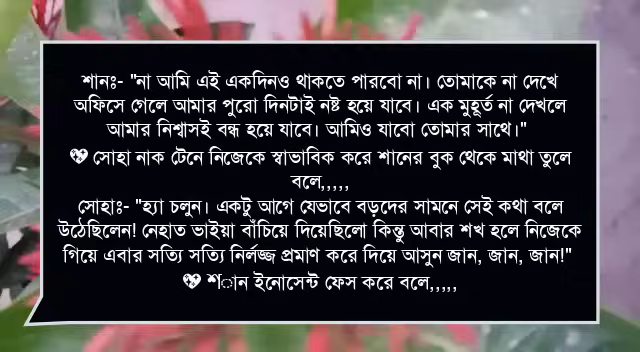 শানঃ- "না আমি এই একদিনও থাকতে পারবো না। তোমাকে না দেখে
অফিসে গেলে আমার পুরো দিনটাই নষ্ট হয়ে যাবে। এক মুহূর্ত না দেখলে
আমার নিশ্বাসই বন্ধ হয়ে যাবে। আমিও যাবো তোমার সাথে।"
💖 সোহা নাক টেনে নিজেকে স্বাভাবিক করে শানের বুক থেকে মাথা তুলে
বলে,,,,,
সোহাঃ- "হ্যা চলুন। একটু আগে যেভাবে বড়দের সামনে সেই কথা বলে
উঠেছিলেন! নেহাত ভাইয়া বাঁচিয়ে দিয়েছিলো কিন্তু আবার শখ হলে নিজেকে
গিয়ে এবার সত্যি সত্যি নির্লজ্জ প্রমাণ করে দিয়ে আসুন জান, জান, জান!"
💖 শান ইনোসেন্ট ফেস করে বলে,,,,,